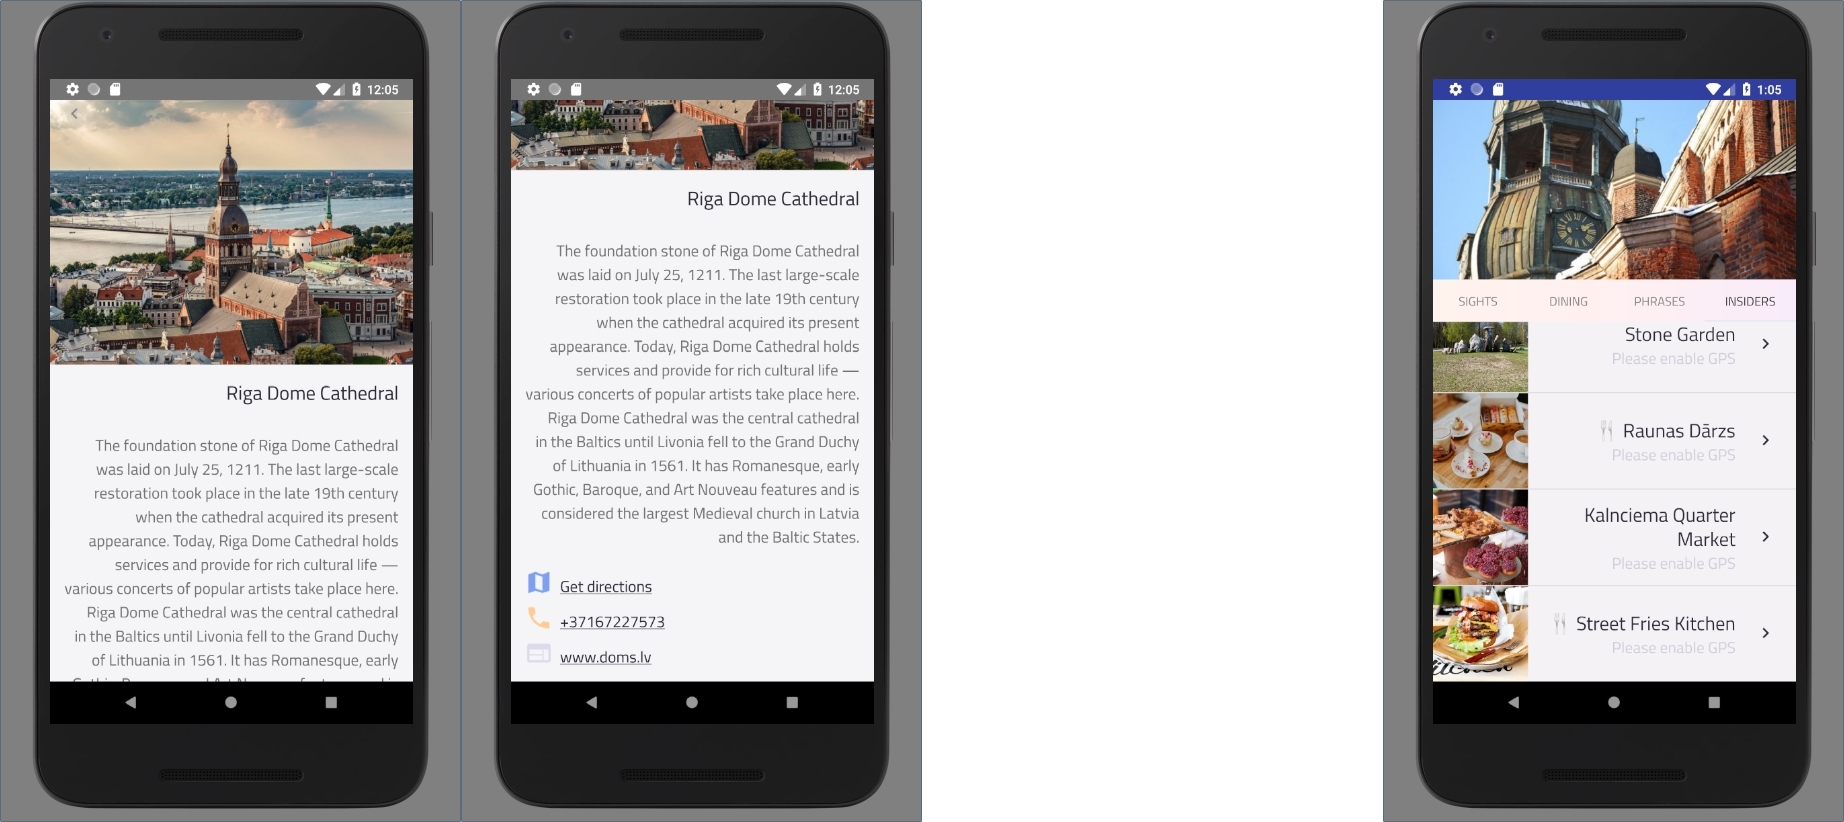 12:05
Riga Dome Cathedral
The foundation stone of Riga Dome Cathedral
was laid on July 25, 1211. The last large-scale
restoration took place in the late 19th century
when the cathedral acquired its present
appearance. Today, Riga Dome Cathedral holds
services and provide for rich cultural life —
various concerts of popular artists take place here.
Riga Dome Cathedral was the central cathedral
in the Baltics until Livonia fell to the Grand Duchy
of Lithuania in 1561. It has Romanesque, early
12:05
Riga Dome Cathedral
The foundation stone of Riga Dome Cathedral
was laid on July 25, 1211. The last large-scale
restoration took place in the late 19th century
when the cathedral acquired its present
appearance. Today, Riga Dome Cathedral holds
services and provide for rich cultural life —
various concerts of popular artists take place here.
Riga Dome Cathedral was the central cathedral
in the Baltics until Livonia fell to the Grand Duchy
of Lithuania in 1561. It has Romanesque, early
Gothic, Baroque, and Art Nouveau features and is
considered the largest Medieval church in Latvia
and the Baltic States.
Get directions
+37167227573
www.doms.lv
1:05
SIGHTS DINING PHRASES INSIDERS
Stone Garden
Please enable GPS
Raunas Dārzs
Please enable GPS
Kalnciema Quarter
Market
Please enable GPS
Street Fries Kitchen
Please enable GPS